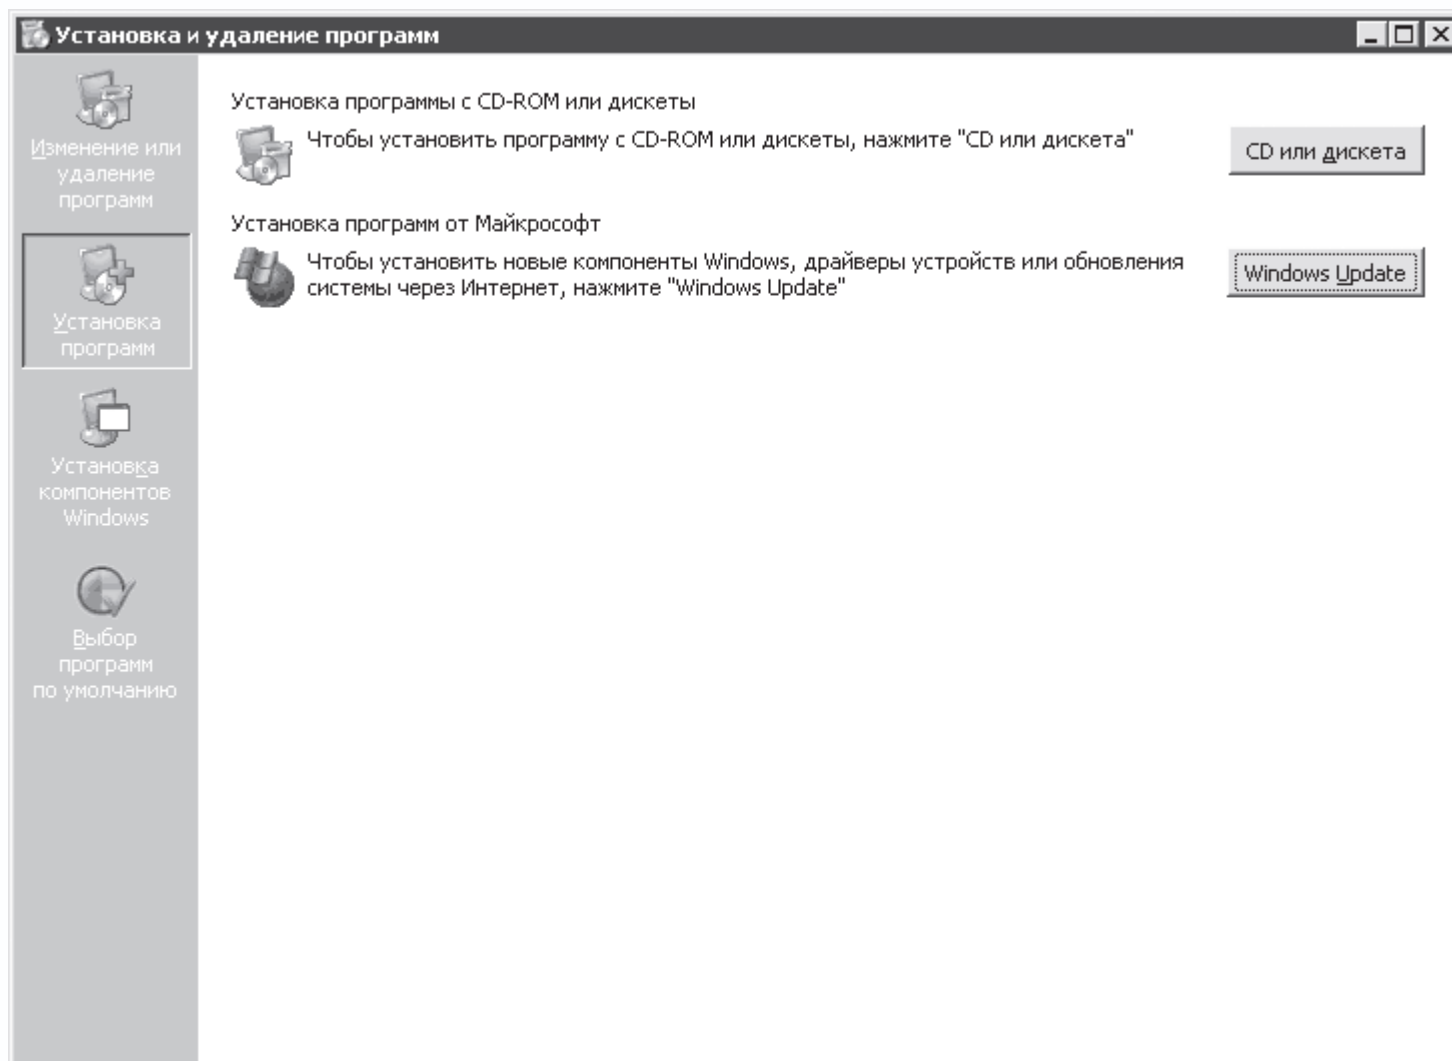 Установка и удаление программ
Изменение или
удаление
программ
Установка
программ
Установка
компонентов
Windows
Выбор
программ
по умолчанию
Установка программы с CD-ROM или дискеты
Чтобы установить программу с CD-ROM или дискеты, нажмите "CD или дискета"
CD или дискета
Установка программ от Майкрософт
Чтобы установить новые компоненты Windows, драйверы устройств или обновления
системы через Интернет, нажмите "Windows Update"
Windows Update